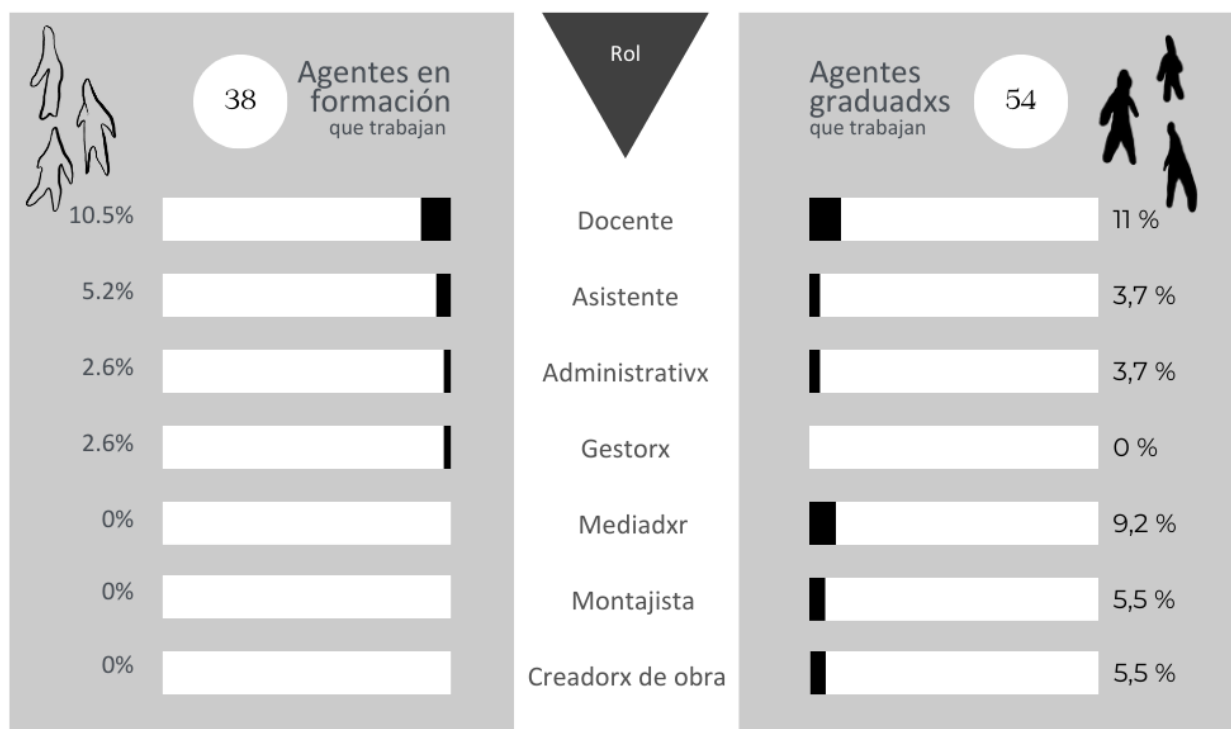 Rol
38
Agentes en
formación
que trabajan
Agentes
graduadxs
que trabajan
54
10.5% Docente 11 %
5.2% Asistente 3,7 %
2.6% Administrativx 3,7 %
2.6% Gestorx 0 %
0% Mediadxr 9,2 %
0% Montajista 5,5 %
0% Creadorx de obra 5,5 %